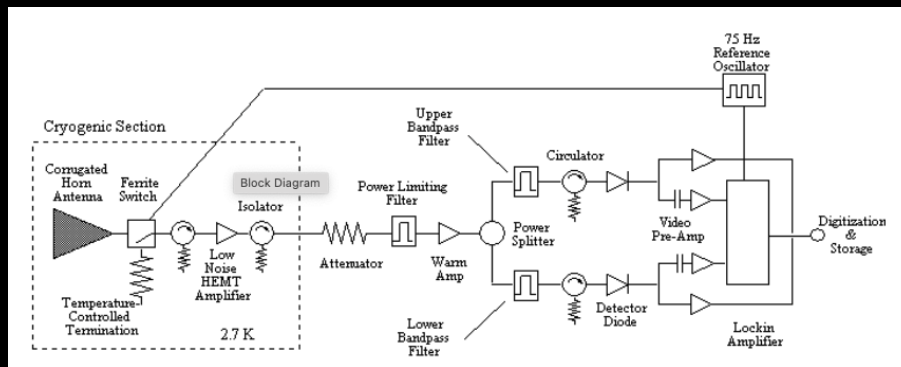 75 Hz
Reference
Oscillator
Upper
Bandpass
Filter
Cryogenic Section
Circulator
Corrugated
Horn
Antenna
Ferrite
Switch
Block Diagram
Isolator
Power Limiting
Filter
Low
Noise
HEMT
Amplifier
Attenuator
Warm
Amp
Power
Splitter
Video
Pre-Amp
Digitization
&
Storage
Temperature-
Controlled
Termination
2.7 K
Detector
Diode
Lower
Bandpass
Filter
Lockin
Amplifier